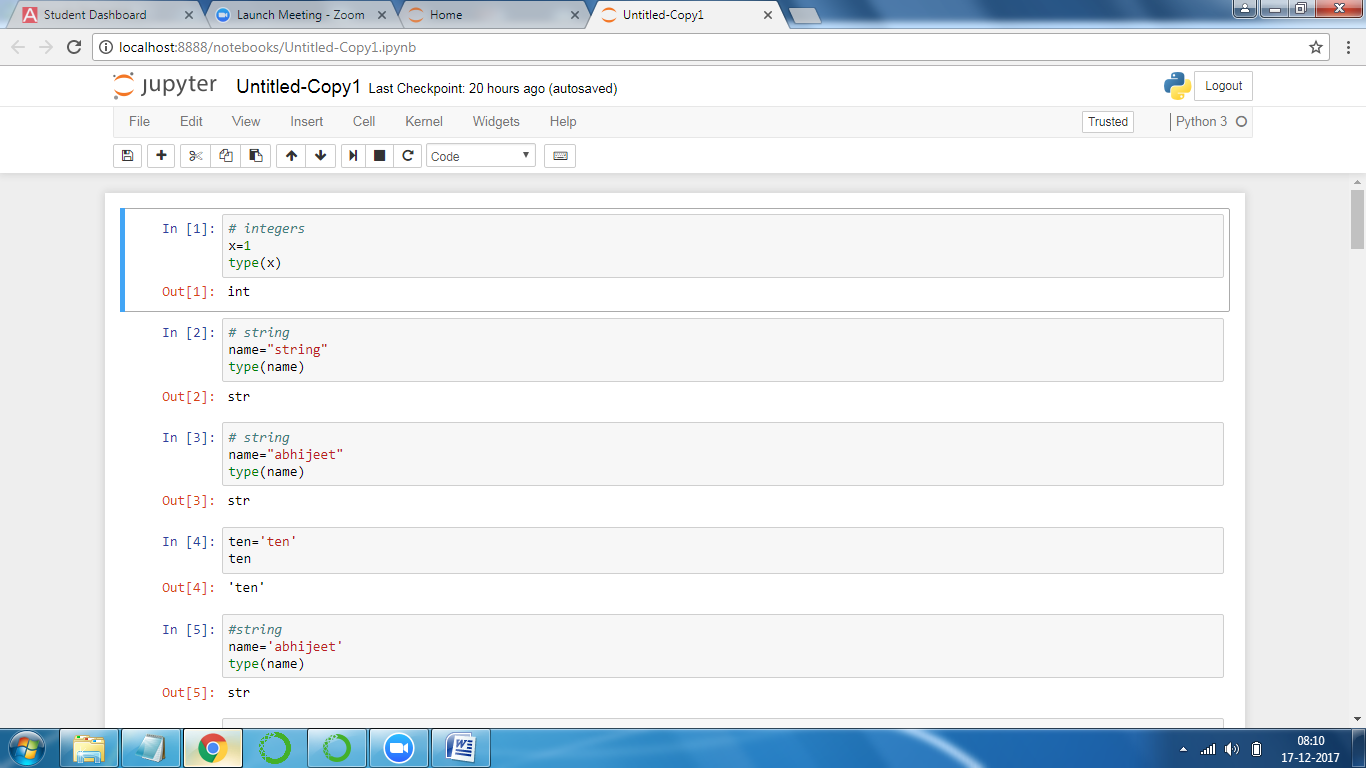 Student Dashboard
Launch Meeting - Zoom
Home
Untitled-Copy1
localhost:8888/notebooks/Untitled-Copy1.ipynb
jupyter Untitled-Copy1 Last Checkpoint: 20 hours ago (autosaved)
Logout
File Edit View Insert Cell Kernel Widgets Help
Trusted
Python 3
Code
In [1]: # integers
x=1
type(x)
Out[1]: int
In [2]: # string
name="string"
type(name)
Out[2]: str
In [3]: # string
name="abhijeet"
type(name)
Out[3]: str
In [4]: ten='ten'
ten
Out[4]: 'ten'
In [5]: #string
name='abhijeet'
type(name)
Out[5]: str
08:10
17-12-2017